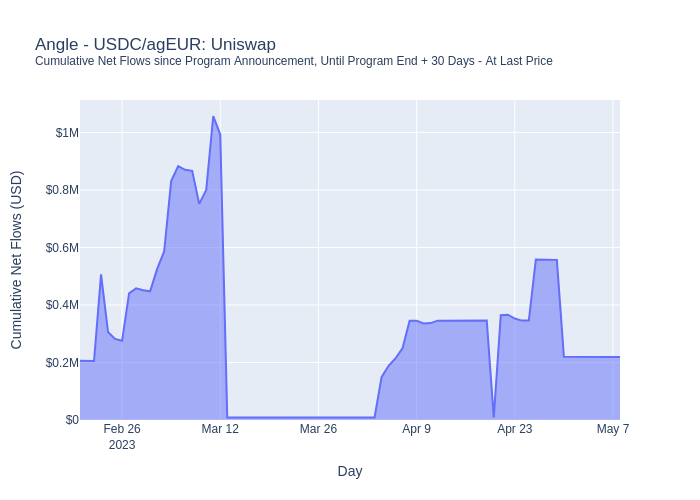 Angle - USDC/agEUR: Uniswap
Cumulative Net Flows since Program Announcement, Until Program End + 30 Days - At Last Price
Cumulative Net Flows (USD)
$1M
$0.8M
$0.6M
$0.4M
$0.2M
$0
Feb 26
2023
Mar 12
Mar 26
Apr 9
Apr 23
May 7
Day